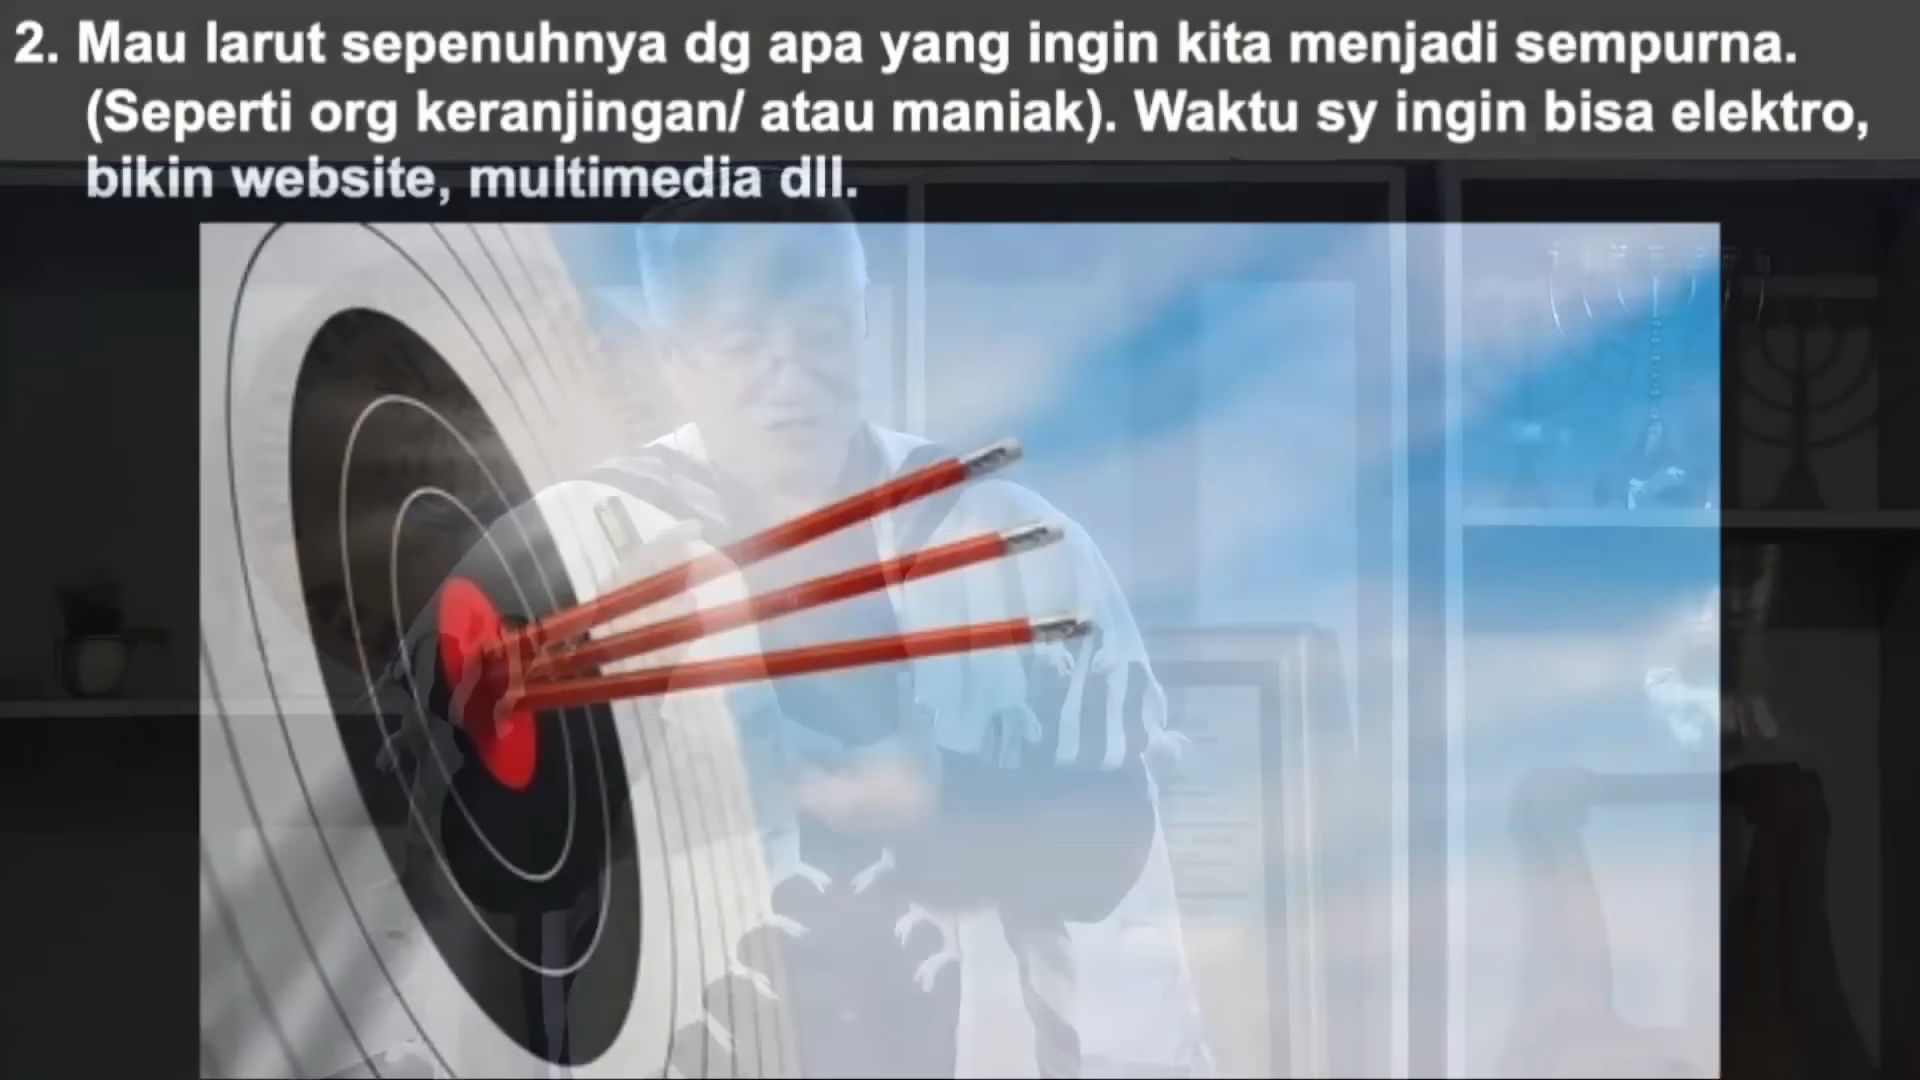 2. Mau larut sepenuhnya dg apa yang ingin kita menjadi sempurna.
(Seperti org keranjingan/ atau maniak). Waktu sy ingin bisa elektro,
bikin website, multimedia dll.